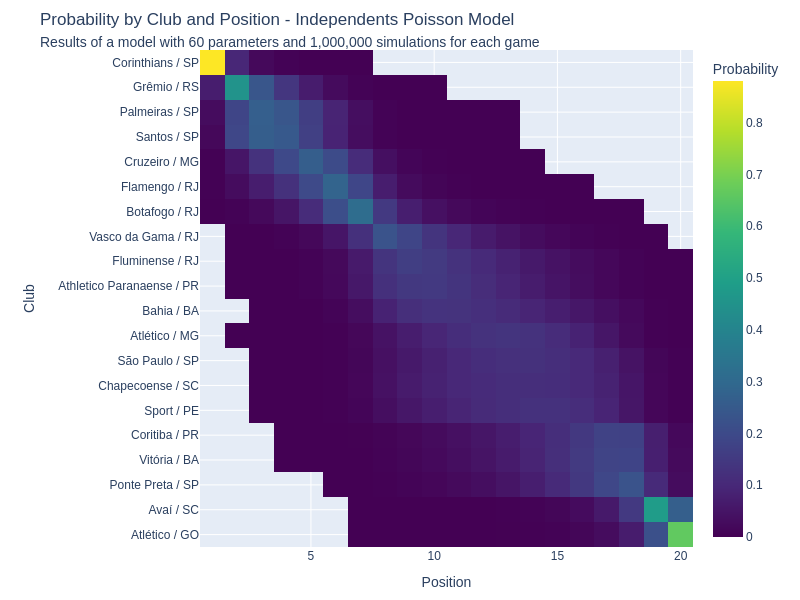 Probability by Club and Position - Independents Poisson Model
Results of a model with 60 parameters and 1,000,000 simulations for each game
Probability
Corinthians / SP
Grêmio / RS
Palmeiras / SP
Santos / SP
Cruzeiro / MG
Flamengo / RJ
Botafogo / RJ
Vasco da Gama / RJ
Fluminense / RJ
Athletico Paranaense / PR
Bahia / BA
Atlético / MG
São Paulo / SP
Chapecoense / SC
Sport / PE
Coritiba / PR
Vitória / BA
Ponte Preta / SP
Avaí / SC
Atlético / GO
Club
5
10
15
20
Position
0.8
0.7
0.6
0.5
0.4
0.3
0.2
0.1
0